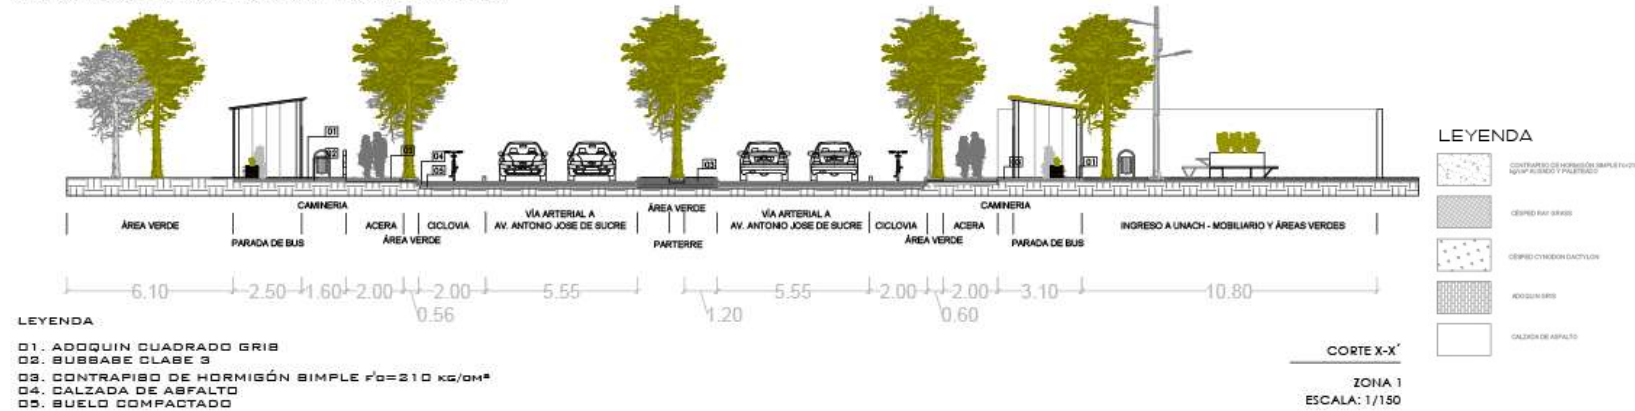 01
02
03
04
05
03
03
01
CAMINERIA
ÁREA VERDE
CAMINERIA
ÁREA VERDE
ACERA
CICLOVIA
VÍA ARTERIAL A
AV. ANTONIO JOSE DE SUCRE
VÍA ARTERIAL A
AV. ANTONIO JOSE DE SUCRE
CICLOVIA
ACERA
INGRESO A UNACH - MOBILIARIO Y ÁREAS VERDES
PARADA DE BUS
ÁREA VERDE
PARTERRE
ÁREA VERDE
PARADA DE BUS
6.10
2.50
1.60
2.00
2.00
5.55
5.55
2.00
2.00
3.10
10.80
0.56
1.20
0.60
LEYENDA
01. ADOQUIN CUADRADO GRIS
02. SUBBASE CLASE 3
03. CONTRAPISO DE HORMIGÓN SIMPLE F'c=210 KG/CM²
04. CALZADA DE ASFALTO
05. SUELO COMPACTADO
CORTE X-X'
ZONA 1
ESCALA: 1/150
LEYENDA
CONTRAPISO DE HORMIGÓN SIMPLE
ALISADO Y PALETEADO
CÉSPED RAY GRASS
CÉSPED CYNODON DACTYLON
ADOQUIN GRIS
CALZADA DE ASFALTO